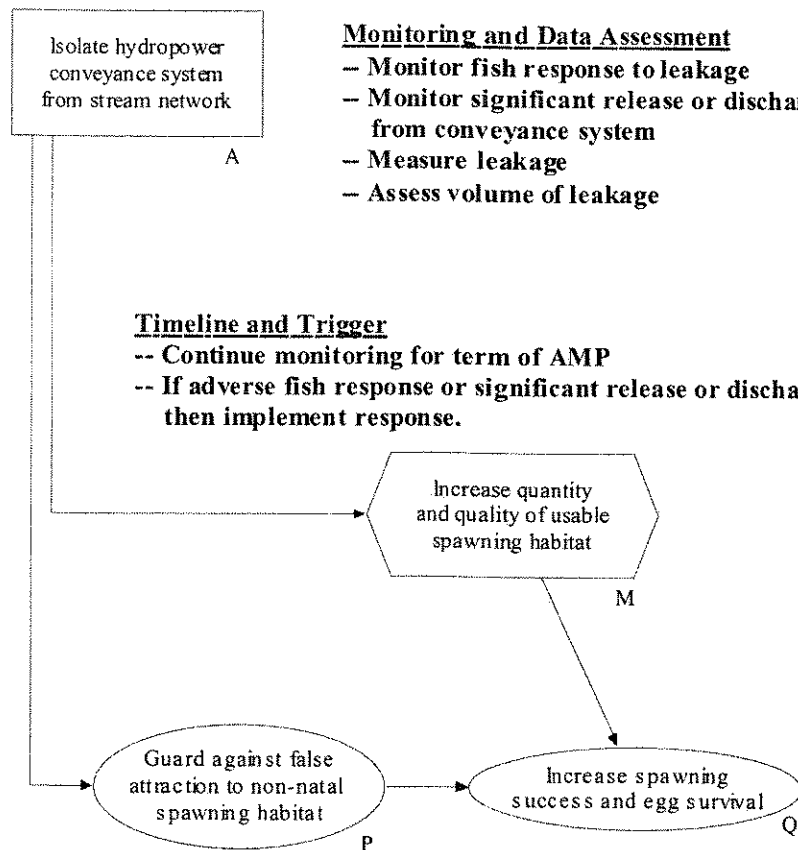 Isolate hydropower
conveyance system
from stream network
A
Monitoring and Data Assessment
-- Monitor fish response to leakage
-- Monitor significant release or dischar
from conveyance system
-- Measure leakage
-- Assess volume of leakage
Timeline and Trigger
-- Continue monitoring for term of AMP
-- If adverse fish response or significant release or dischar
then implement response.
Increase quantity
and quality of usable
spawning habitat
M
Guard against false
attraction to non-natal
spawning habitat
P
Increase spawning
success and egg survival
Q